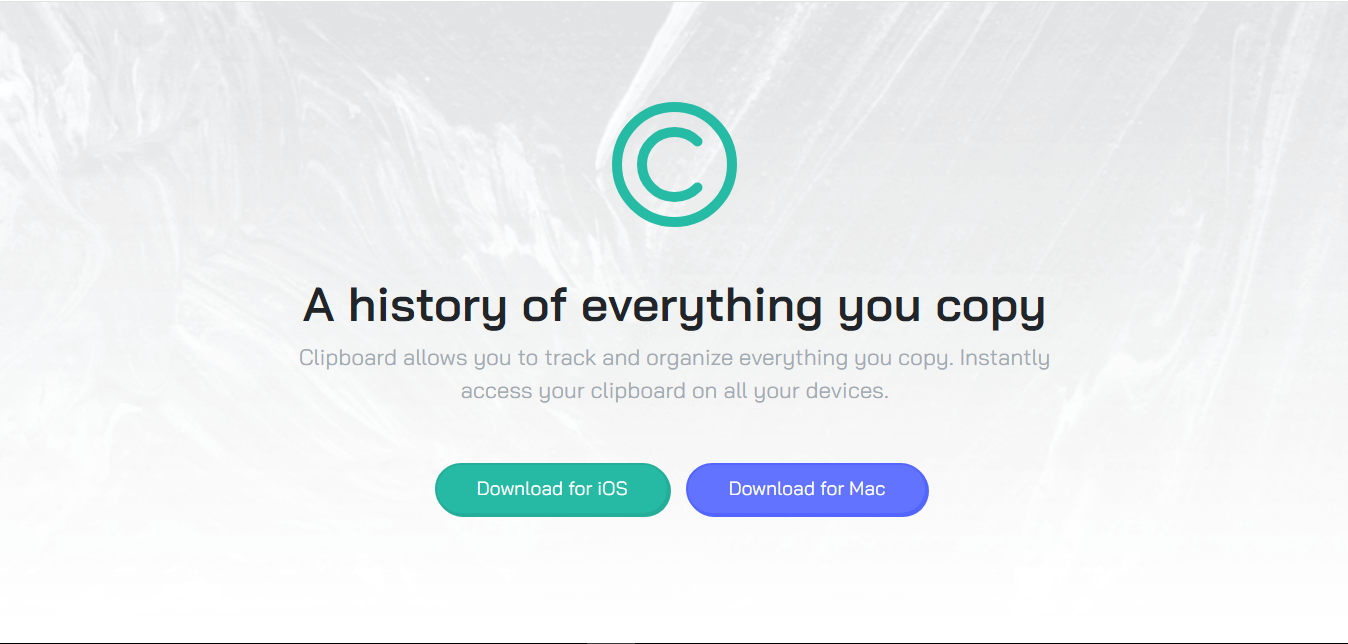 A history of everything you copy
Clipboard allows you to track and organize everything you copy. Instantly
access your clipboard on all your devices.
Download for iOS
Download for Mac